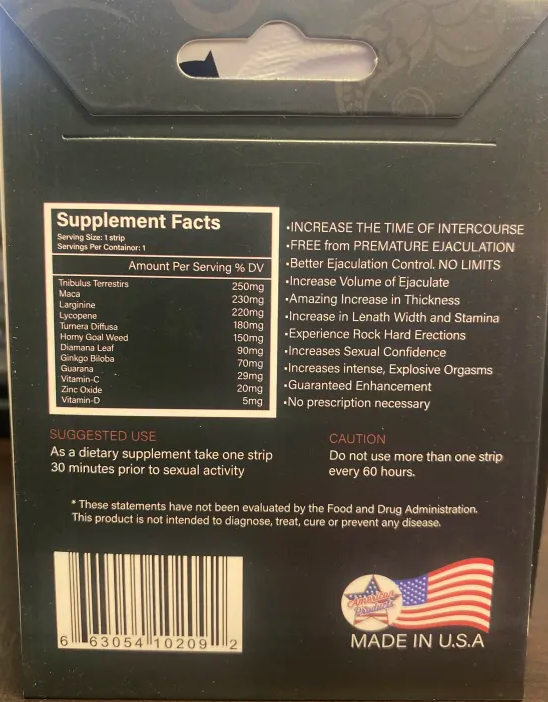 Supplement Facts
Serving Size: 1 strip
Servings Per Containor: 1
Amount Per Serving % DV
Tnibulus Terrestirs 250mg
Maca 230mg
Larginine 220mg
Lycopene 180mg
Turnera Diffusa 150mg
Horny Goal Weed 90mg
Diamana Leaf 70mg
Ginkgo Biloba 29mg
Guarana 20mg
Vitamin-C 5mg
Zinc Oxide
Vitamin-D
•INCREASE THE TIME OF INTERCOURSE
•FREE from PREMATURE EJACULATION
•Better Ejaculation Control. NO LIMITS
•Increase Volume of Ejaculate
•Amazing Increase in Thickness
•Increase in Lenath Width and Stamina
•Experience Rock Hard Erections
•Increases Sexual Confidence
•Increases intense, Explosive Orgasms
•Guaranteed Enhancement
•No prescription necessary
SUGGESTED USE
As a dietary supplement take one strip
30 minutes prior to sexual activity
CAUTION
Do not use more than one strip
every 60 hours.
* These statements have not been evaluated by the Food and Drug Administration.
This product is not intended to diagnose, treat, cure or prevent any disease.
6 63054 10209 2
American
Product
MADE IN U.S.A